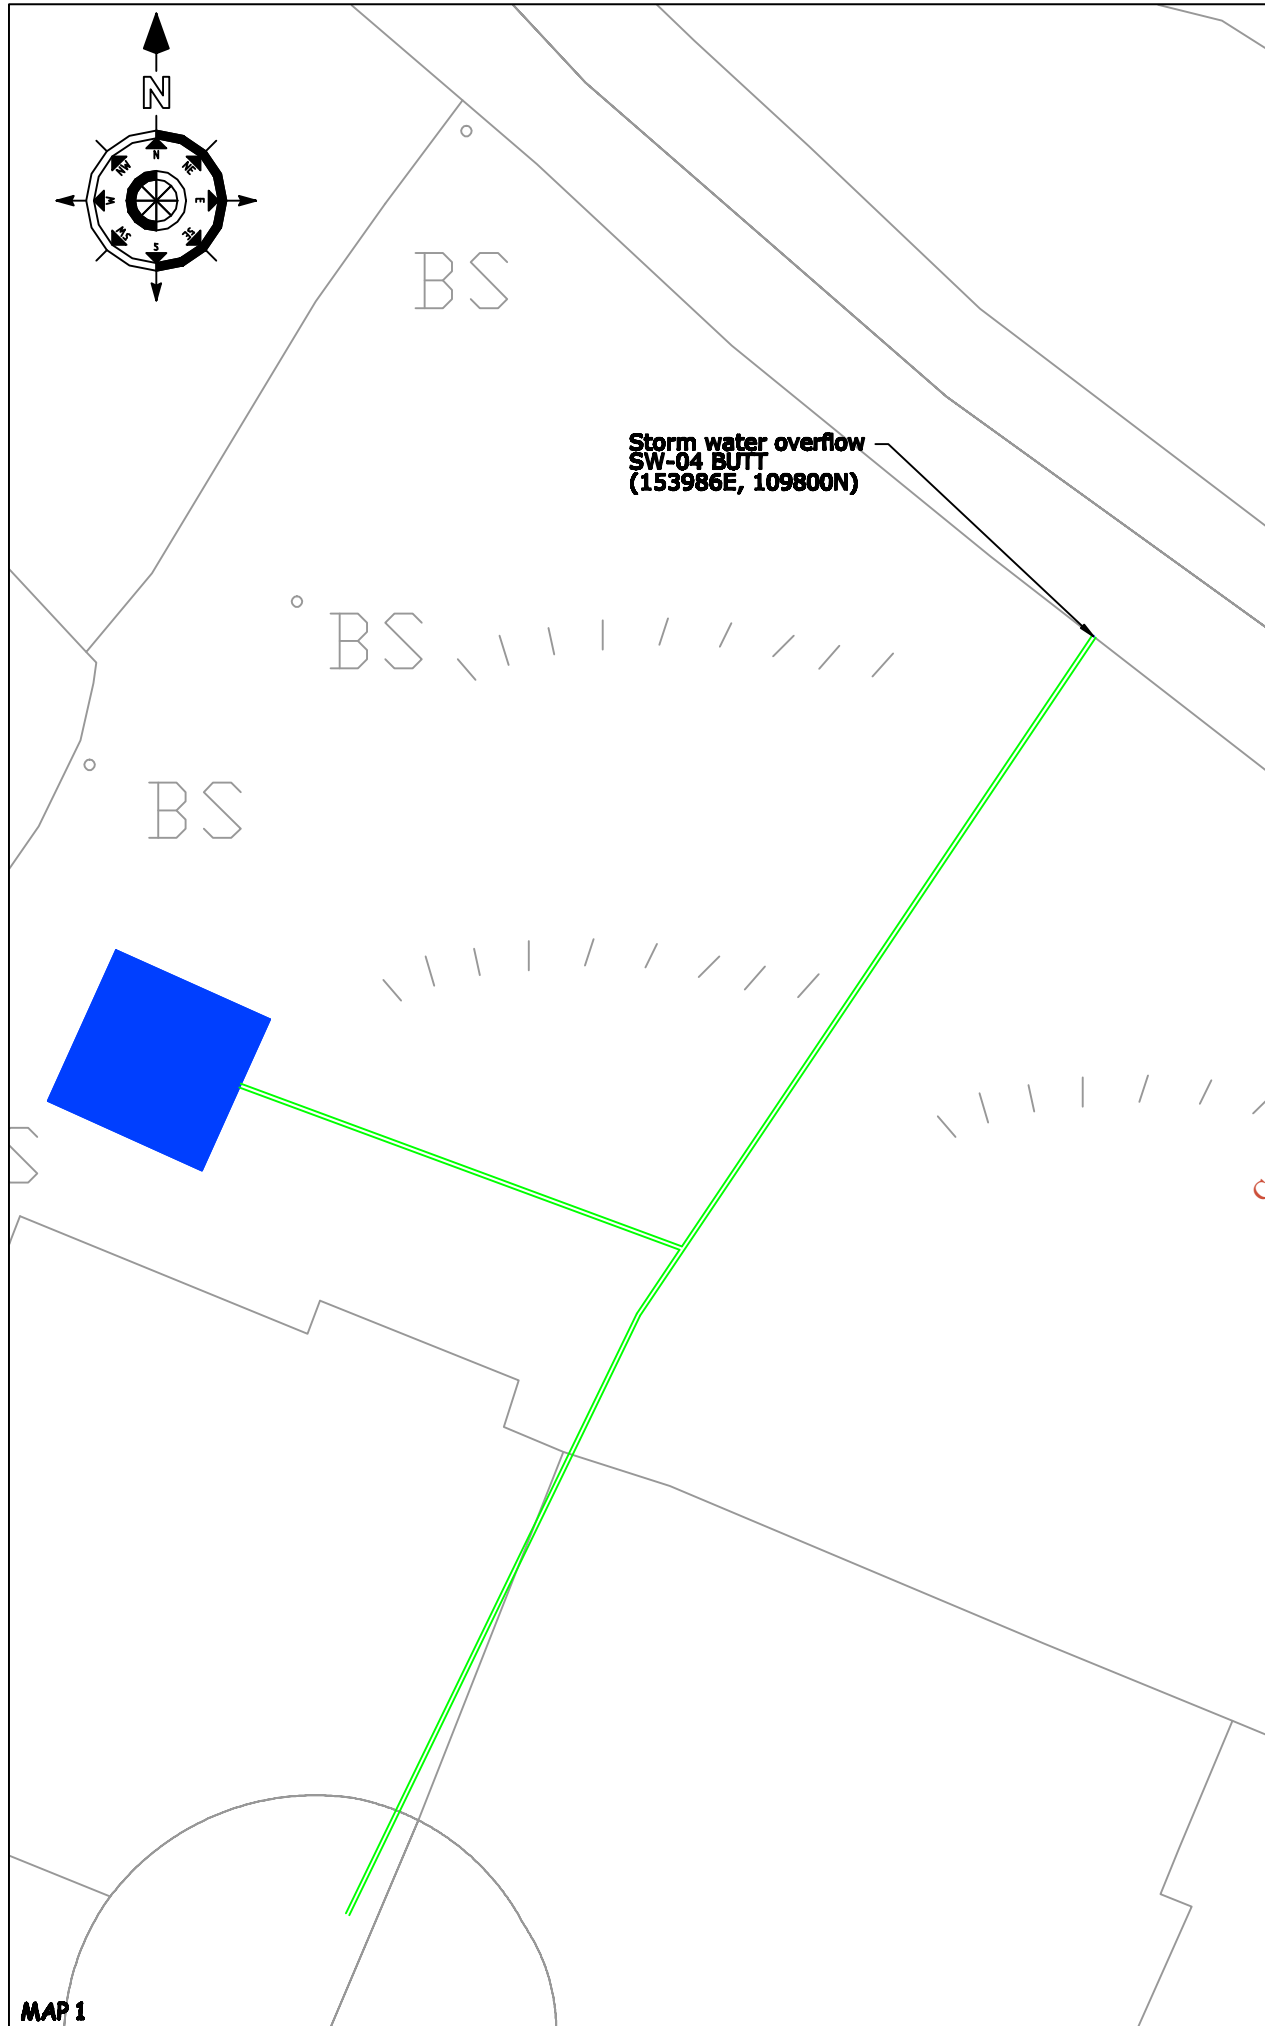 N
N
NE
E
SE
S
SW
W
NW
BS
Storm water overflow
SW-04 BUTT
(153986E, 109800N)
BS
BS
S
MAP 1